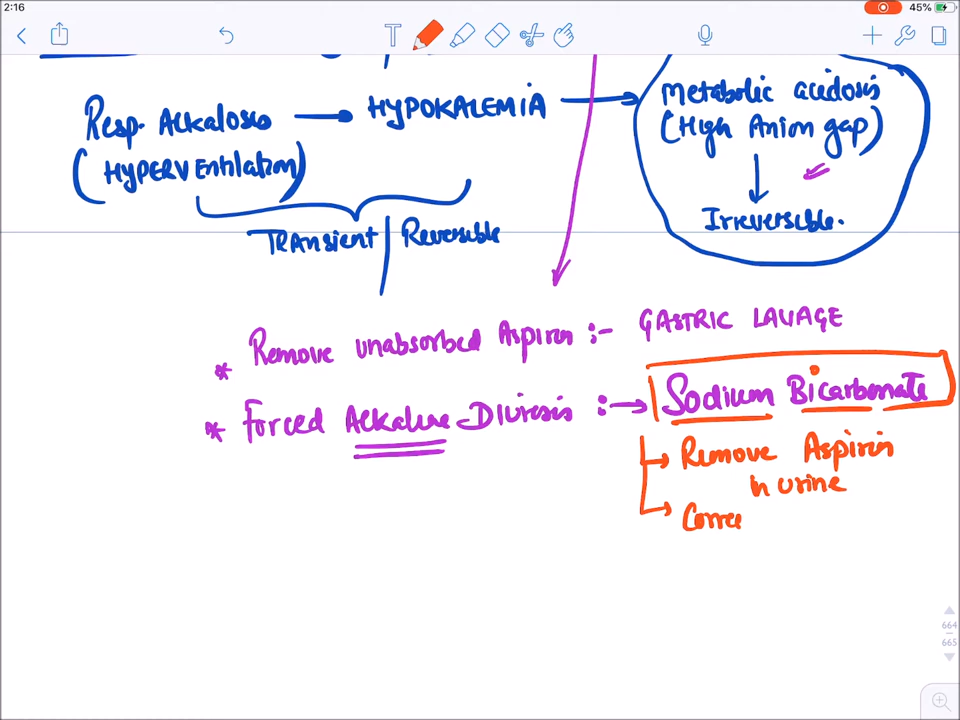 2:16
45%
T
Resp. Alkalosis → HYPOKALEMIA → Metabolic acidosis
(HYPERVEntilation)
(High Anion gap)
Irreversible.
TRAnsient | Reversible
* Remove unabsorbed Aspirin :- GASTRIC LAVAGE
* Forced Alkaline-Diuresis :→ Sodium Bicarbonate
→ Remove Aspirin
in urine
→ Corre
664
665